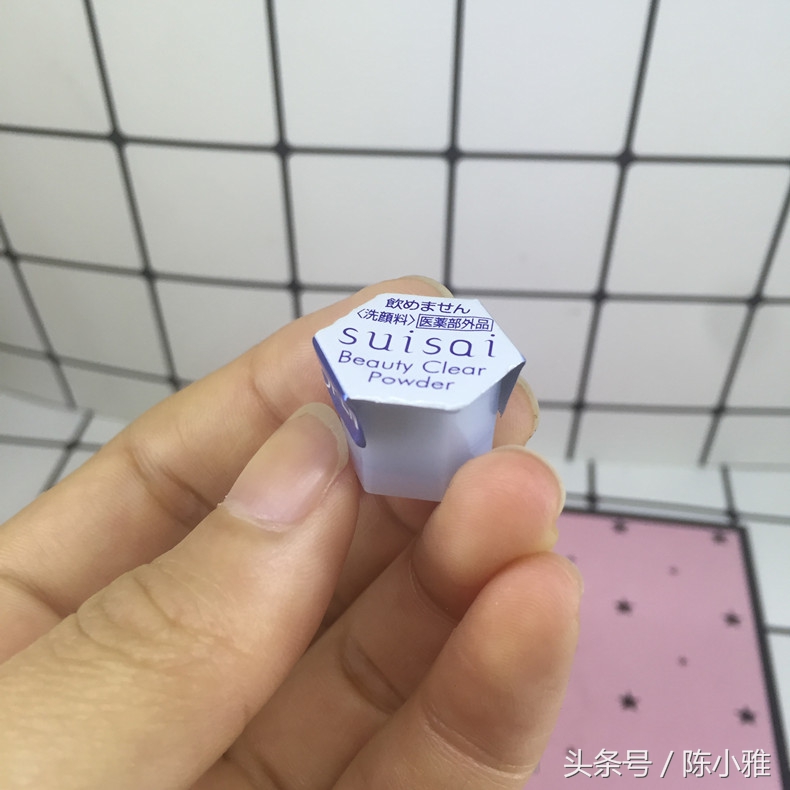 飲めません
〈洗顔料〉医薬部外品
suisai
Beauty Clear
Powder
头条号 / 陈小雅